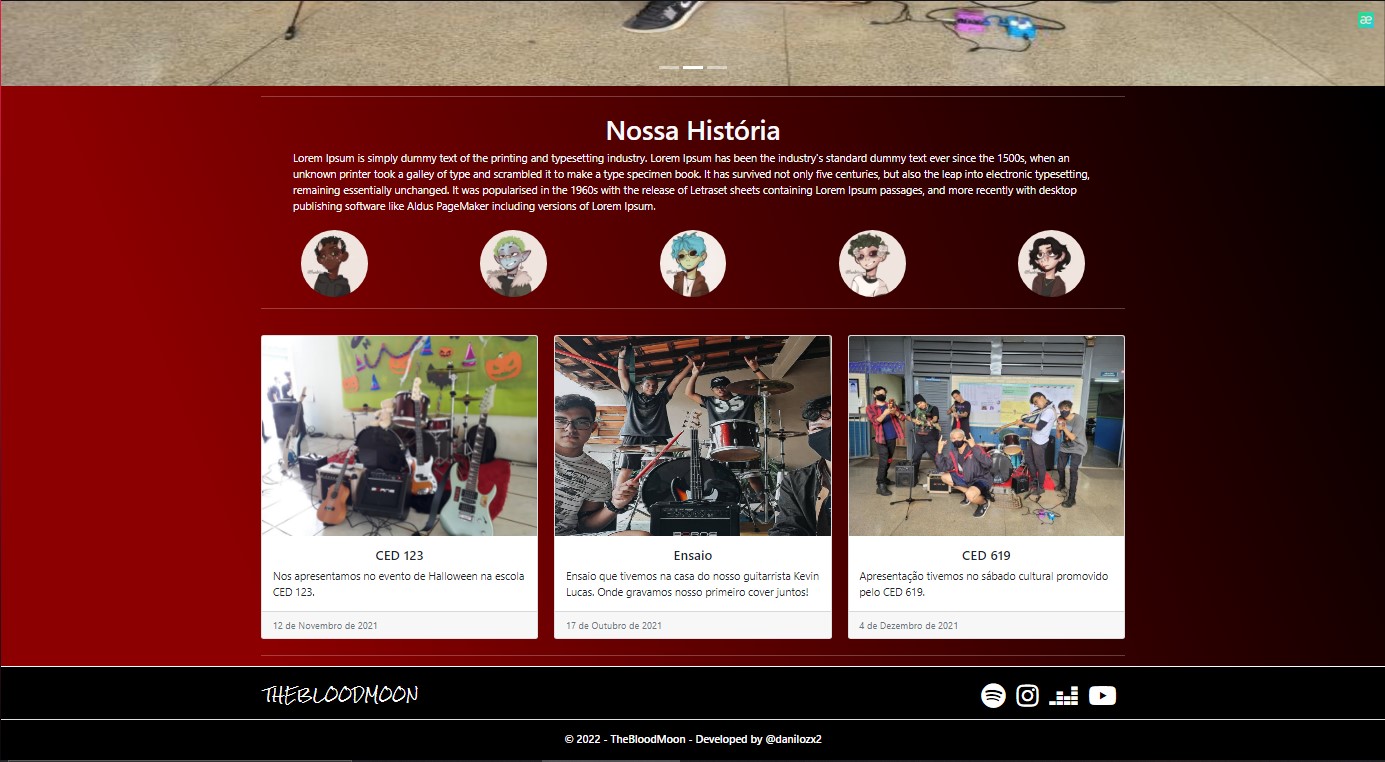 æ
Nossa História
Lorem Ipsum is simply dummy text of the printing and typesetting industry. Lorem Ipsum has been the industry's standard dummy text ever since the 1500s, when an
unknown printer took a galley of type and scrambled it to make a type specimen book. It has survived not only five centuries, but also the leap into electronic typesetting,
remaining essentially unchanged. It was popularised in the 1960s with the release of Letraset sheets containing Lorem Ipsum passages, and more recently with desktop
publishing software like Aldus PageMaker including versions of Lorem Ipsum.
CED 123
Nos apresentamos no evento de Halloween na escola
CED 123.
12 de Novembro de 2021
Ensaio
Ensaio que tivemos na casa do nosso guitarrista Kevin
Lucas. Onde gravamos nosso primeiro cover juntos!
17 de Outubro de 2021
CED 619
Apresentação tivemos no sábado cultural promovido
pelo CED 619.
4 de Dezembro de 2021
THEBLOODMOON
© 2022 - TheBloodMoon - Developed by @danilozx2